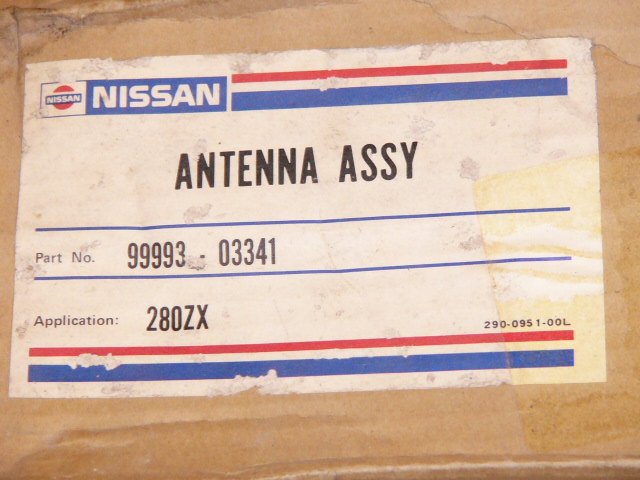 NISSAN NISSAN
ANTENNA ASSY
Part No. 99993 - 03341
Application: 280ZX
290-0951-00L